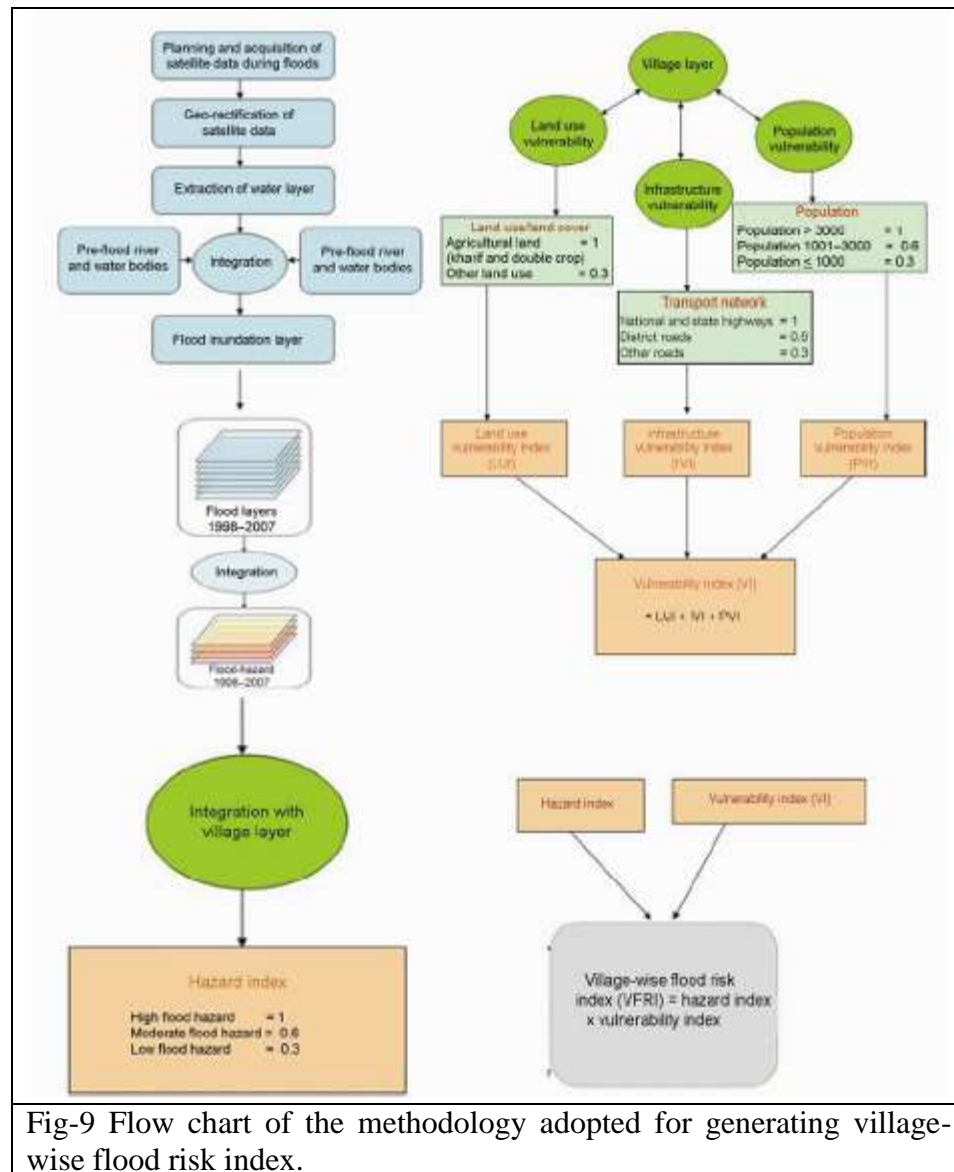 Planning and acquisition of
satellite data during floods
Geo-rectification of
satellite data
Extraction of water layer
Pre-flood river
and water bodies
Integration
Pre-flood river
and water bodies
Flood inundation layer
Flood layers
1998–2007
Integration
Flood-hazard
1998–2007
Integration with
village layer
Hazard index
High flood hazard = 1
Moderate flood hazard = 0.6
Low flood hazard = 0.3
Village layer
Land use
vulnerability
Infrastructure
vulnerability
Population
vulnerability
Land use/land cover
Agricultural land = 1
(kharif and double crop)
Other land use = 0.3
Transport network
National and state highways = 1
District roads
Other roads = 0.3
Population
Population > 3000 = 1
Population 1001–3000 = 0.6
Population ≤ 1000 = 0.3
Land use
vulnerability index
(LUI)
Infrastructure
vulnerability index
(IVI)
Population
vulnerability index
(PVI)
Vulnerability index (VI)
= LUI + IVI + PVI
Hazard index
Vulnerability index (VI)
Village-wise flood risk
index (VFRI) = hazard index
x vulnerability index
Fig-9 Flow chart of the methodology adopted for generating village-
wise flood risk index.